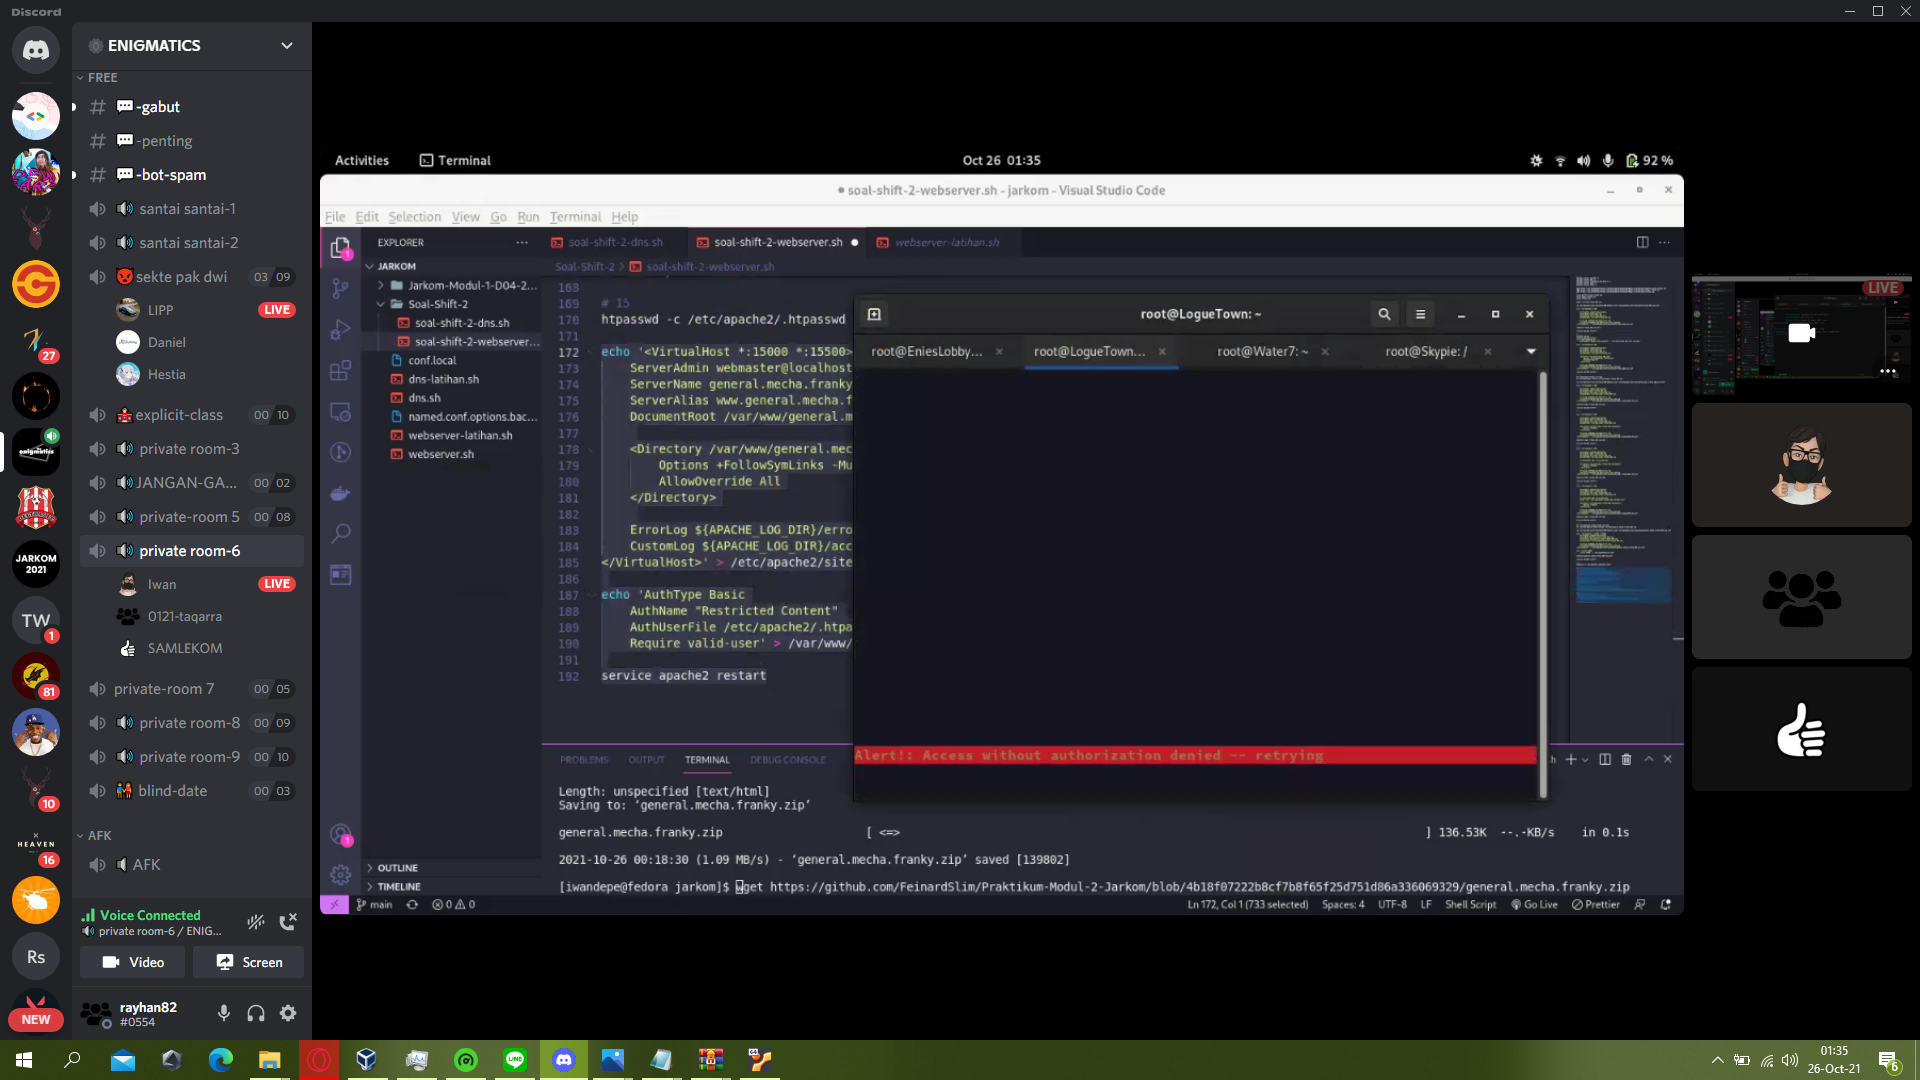 Discord
ENIGMATICS
FREE
-gabut
-penting
-bot-spam
santai santai-1
santai santai-2
sekte pak dwi 03 09
LIPP LIVE
Daniel
Hestia
explicit-class 00 10
private room-3
JANGAN-GA... 00 02
private-room 5 00 08
private room-6
Iwan LIVE
0121-taqarra
SAMLEKOM
private-room 7 00 05
private room-8 00 09
private room-9 00 10
blind-date 00 03
AFK
AFK
Voice Connected
private room-6 / ENIG...
Video Screen
rayhan82
#0554
27
JARKOM
2021
TW
1
81
10
HEAVEN
16
Rs
NEW
Activities Terminal Oct 26 01:35 92 %
soal-shift-2-webserver.sh - jarkom - Visual Studio Code
File Edit Selection View Go Run Terminal Help
EXPLORER
soal-shift-2-dns.sh soal-shift-2-webserver.sh webserver-latihan.sh
JARKOM
Soal-Shift-2 > soal-shift-2-webserver.sh
Jarkom-Modul-1-D04-2...
Soal-Shift-2
soal-shift-2-dns.sh
soal-shift-2-webserver...
conf.local
dns-latihan.sh
dns.sh
named.conf.options.bac...
webserver-latihan.sh
webserver.sh
OUTLINE
TIMELINE
168
169 # 15
170 htpasswd -c /etc/apache2/.htpasswd
172 echo '<VirtualHost *:15000 *:15500>
173 ServerAdmin webmaster@localhost
174 ServerName general.mecha.franky
175 ServerAlias www.general.mecha.f
176 DocumentRoot /var/www/general.m
177
178 <Directory /var/www/general.mec
179 Options +FollowSymLinks -Mu
180 AllowOverride All
181 </Directory>
182
183 ErrorLog ${APACHE_LOG_DIR}/erro
184 CustomLog ${APACHE_LOG_DIR}/acc
185 </VirtualHost>' > /etc/apache2/site
186
187 echo 'AuthType Basic
188 AuthName "Restricted Content"
189 AuthUserFile /etc/apache2/.htpa
190 Require valid-user' > /var/www/
191
192 service apache2 restart
root@LogueTown: ~
root@EniesLobby... root@LogueTown... root@Water7: ~ root@Skypie: /
Alert!: Access without authorization denied -- retrying
PROBLEMS OUTPUT TERMINAL DEBUG CONSOLE
Length: unspecified [text/html]
Saving to: ‘general.mecha.franky.zip’
general.mecha.franky.zip [ <=> ] 136.53K --.-KB/s in 0.1s
2021-10-26 00:18:30 (1.09 MB/s) - ‘general.mecha.franky.zip’ saved [139802]
[iwandepe@fedora jarkom]$ wget https://github.com/FeinardSlim/Praktikum-Modul-2-Jarkom/blob/4b18f07222b8cf7b8f65f25d751d86a336069329/general.mecha.franky.zip
main 0 0 Ln 172, Col 1 (733 selected) Spaces: 4 UTF-8 LF Shell Script Go Live Prettier
LIVE
01:35
26-Oct-21
6